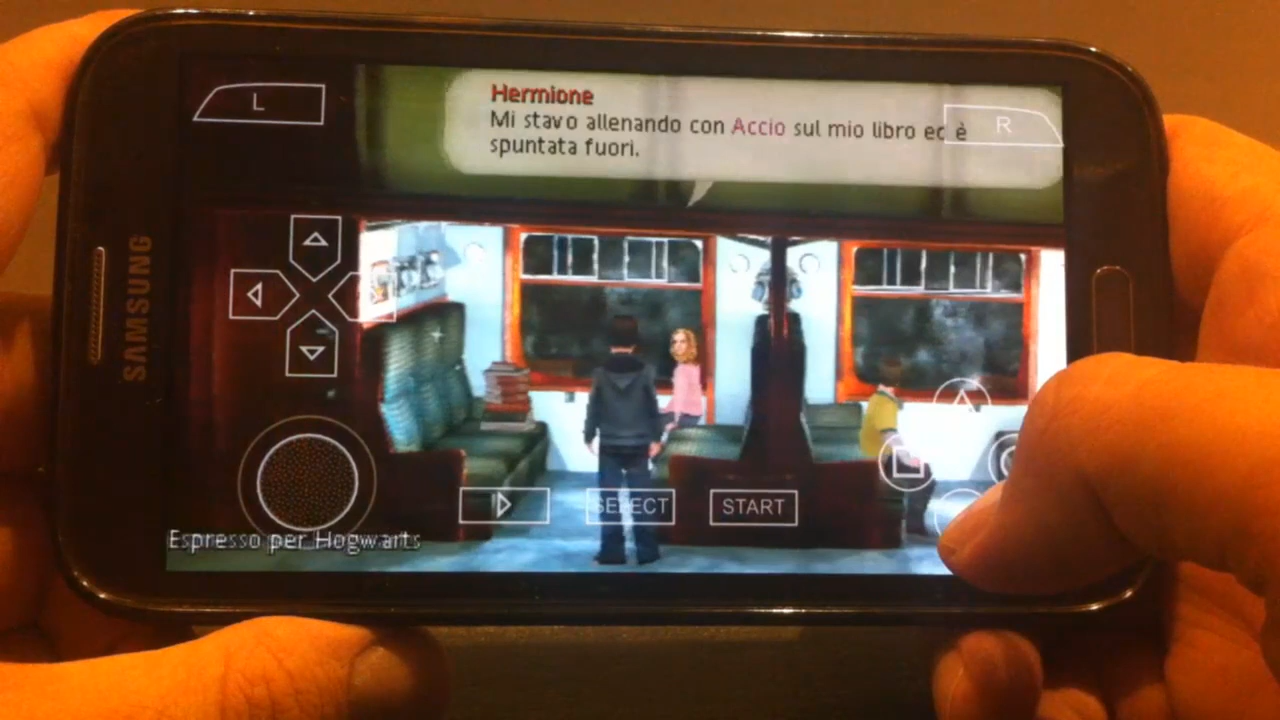 Hermione
Mi stavo allenando con Accio sul mio libro ed è
spuntata fuori.
L
R
SAMSUNG
SELECT
START
Espresso per Hogwarts